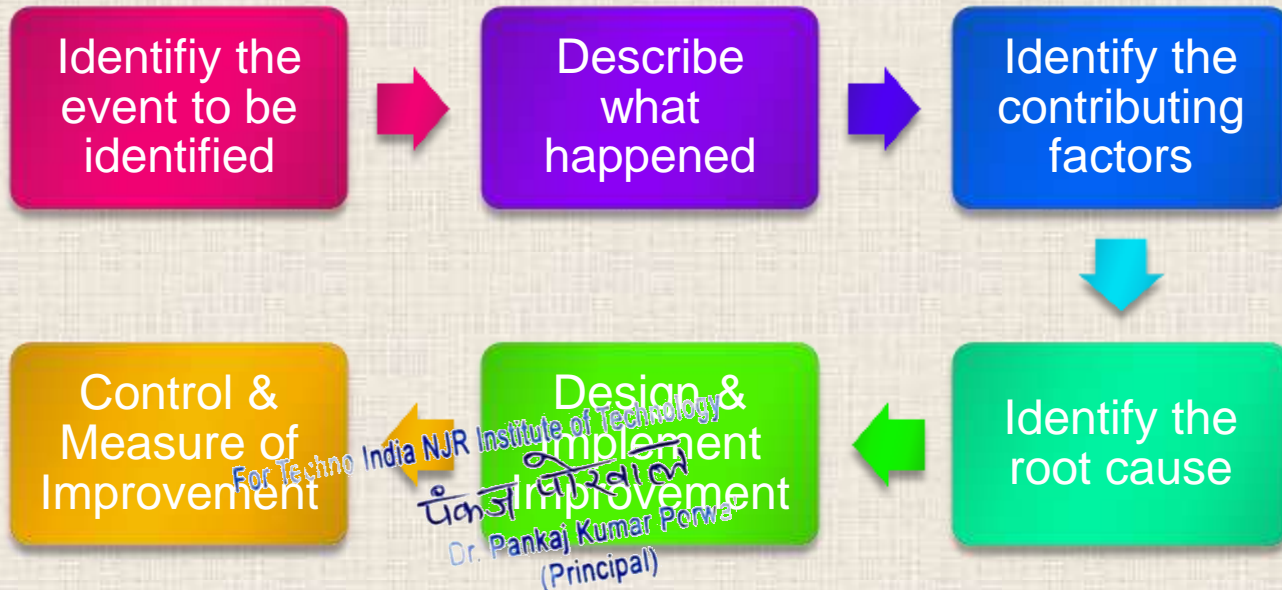 Identifiy the
event to be
identified
Describe
what
happened
Identify the
contributing
factors
Identify the
root cause
Design &
Implement
Improvement
Control &
Measure of
Improvement
For Techno India NJR Institute of Technology
पंकज पोरवाल
Dr. Pankaj Kumar Porwal
(Principal)